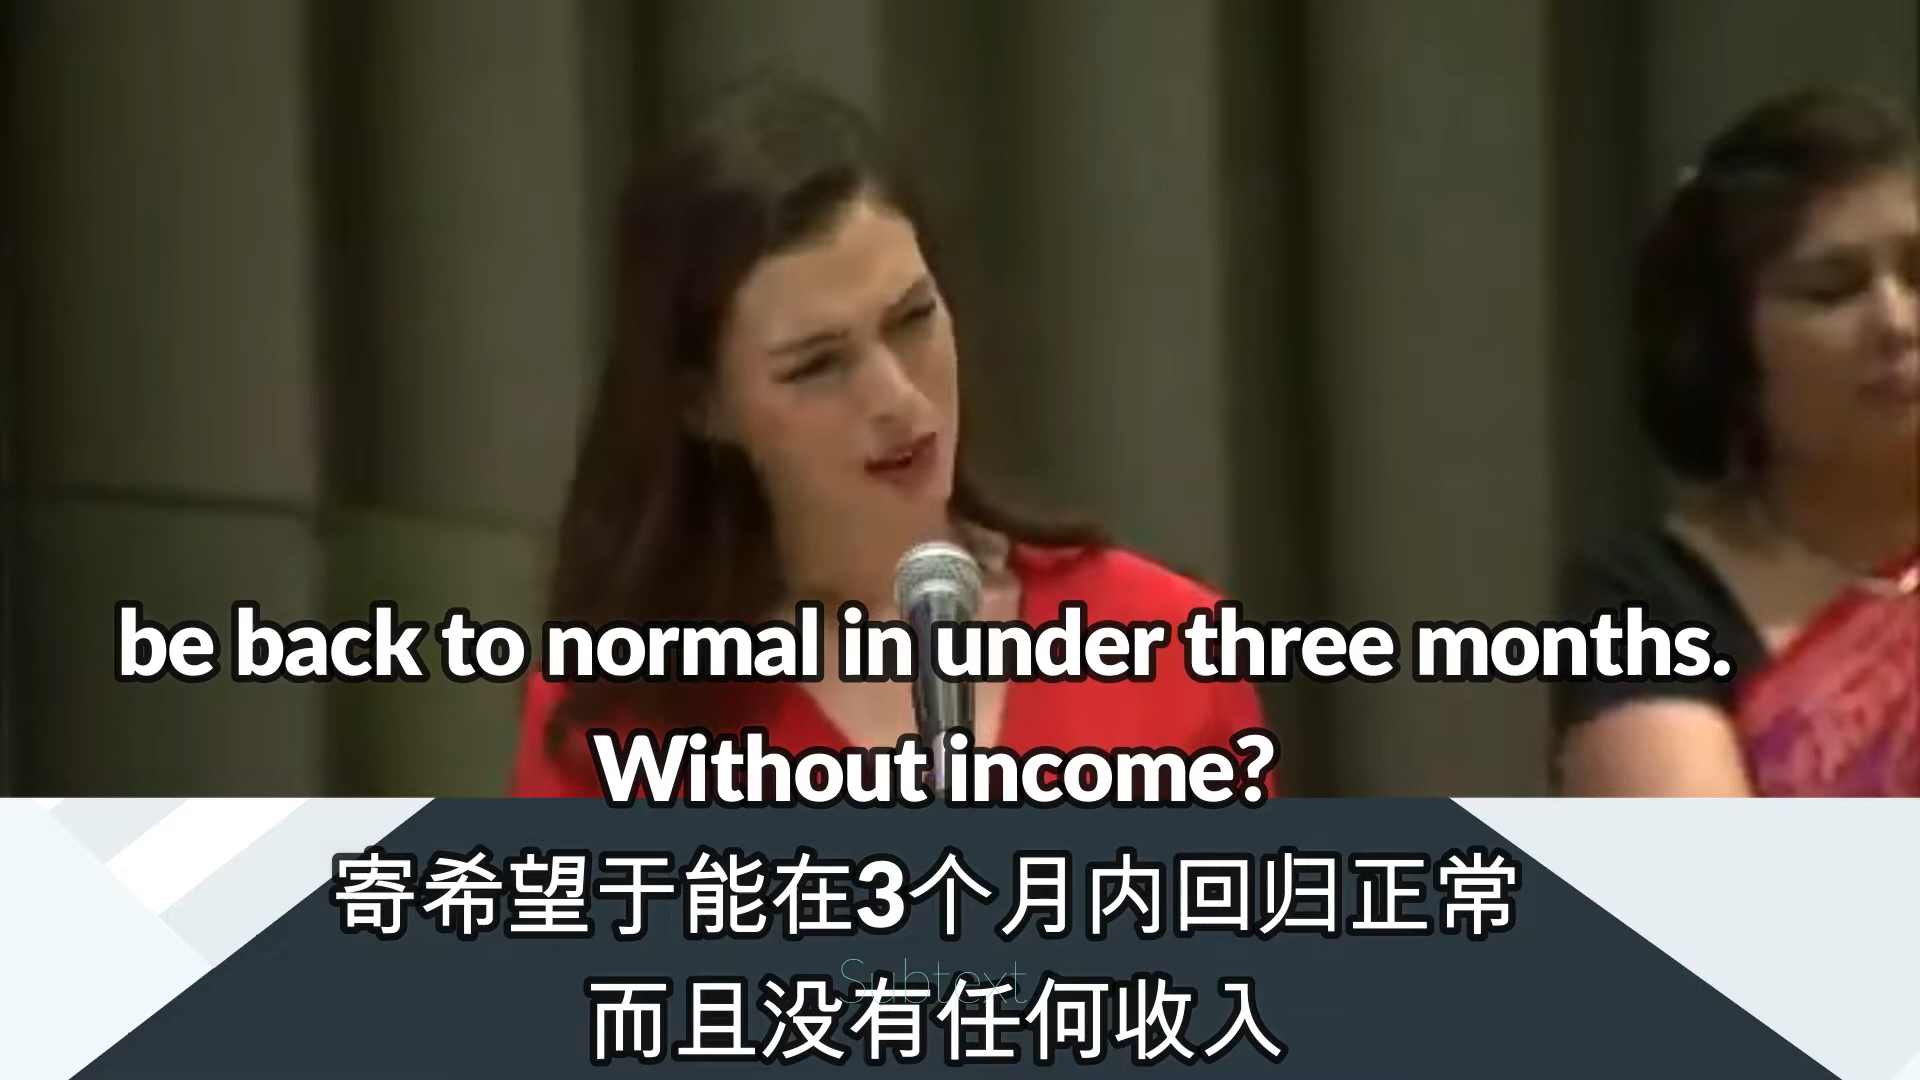 be back to normal in under three months.
Without income?
寄希望于能在3个月内回归正常
Subtext
而且没有任何收入